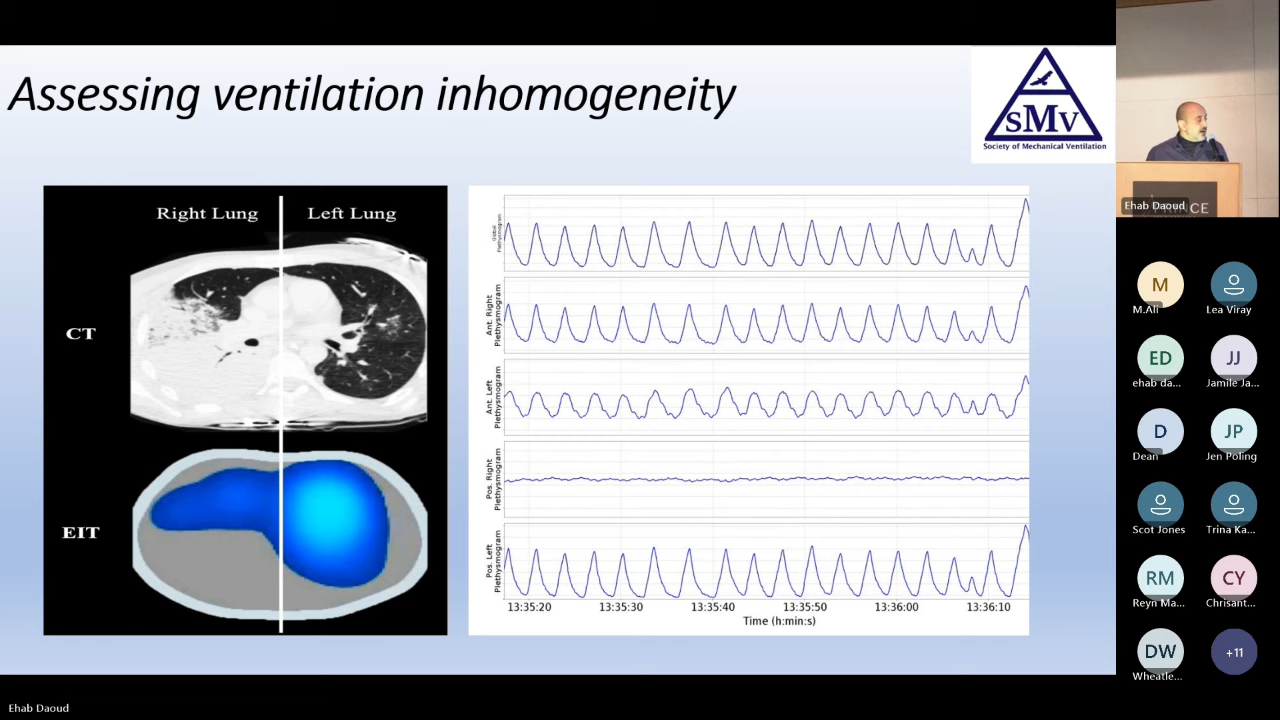 Assessing ventilation inhomogeneity
SMV
Society of Mechanical Ventilation
Right Lung
Left Lung
CT
EIT
Global
Plethysmogram
Ant. Right
Plethysmogram
Ant. Left
Plethysmogram
Pos. Right
Plethysmogram
Pos. Left
Plethysmogram
13:35:20 13:35:30 13:35:40 13:35:50 13:36:00 13:36:10
Time (h:min:s)
Ehab Daoud
M
M.Ali
Lea Viray
ED
ehab da...
JJ
Jamile Ja...
D
Dean
JP
Jen Poling
Scot Jones
Trina Ka...
RM
Reyn Ma...
CY
Chrisant...
DW
Wheatle...
+11
Ehab Daoud